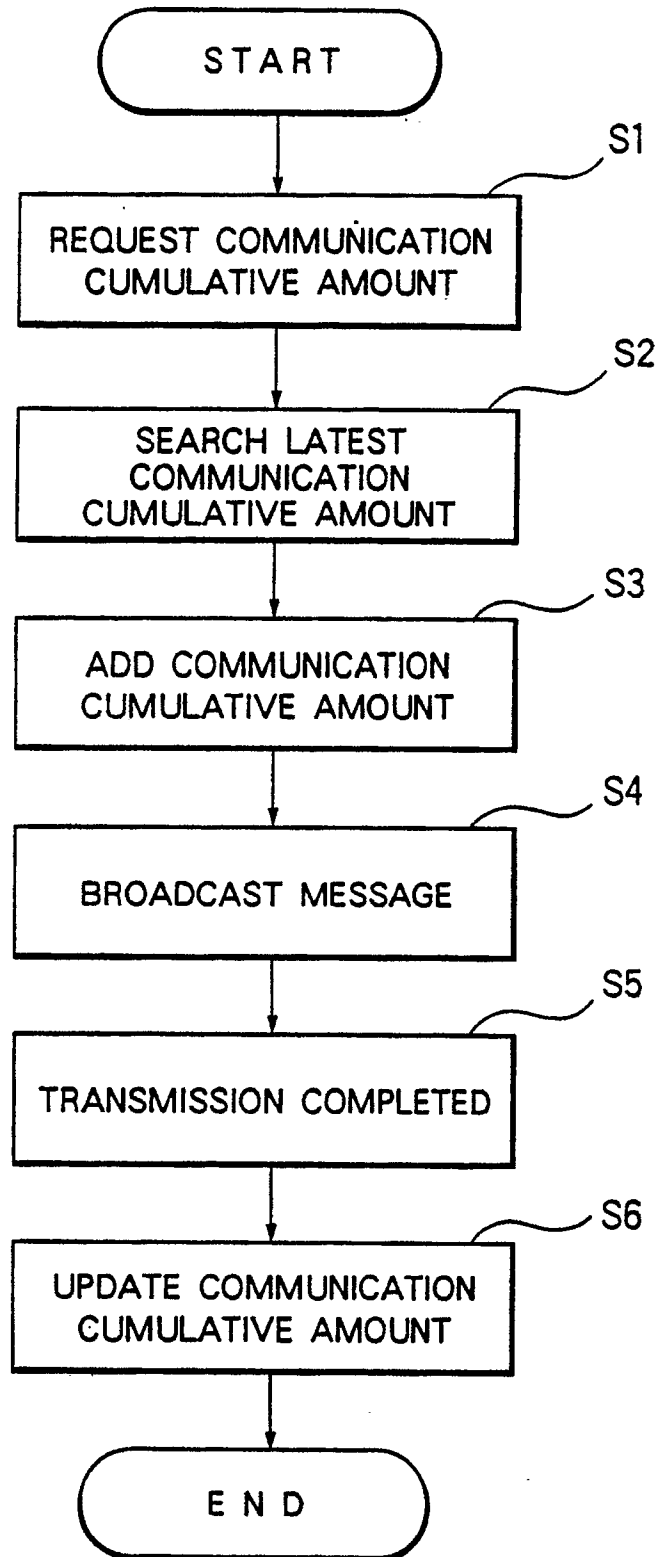 START
S1
REQUEST COMMUNICATION
CUMULATIVE AMOUNT
S2
SEARCH LATEST
COMMUNICATION
CUMULATIVE AMOUNT
S3
ADD COMMUNICATION
CUMULATIVE AMOUNT
S4
BROADCAST MESSAGE
S5
TRANSMISSION COMPLETED
S6
UPDATE COMMUNICATION
CUMULATIVE AMOUNT
END